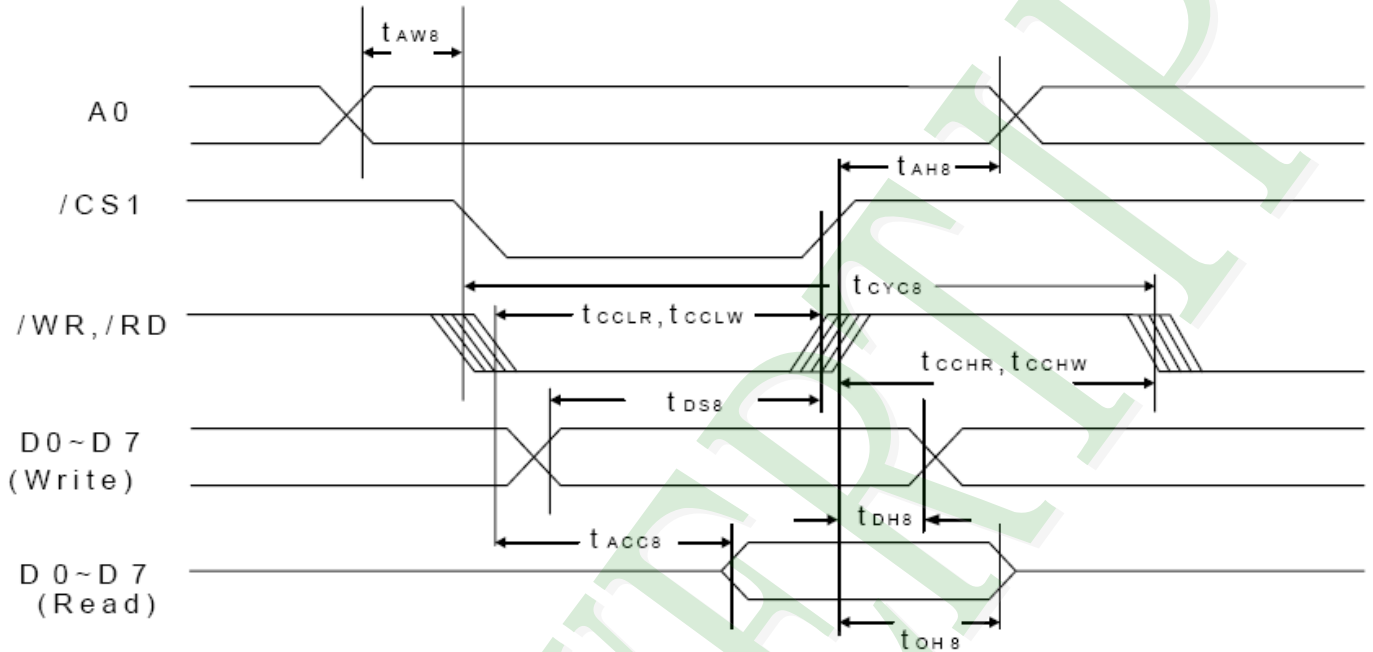 tAW8
A0
tAH8
/CS1
tCYC8
tCCLR,tCCLW
/WR,/RD
tCCHR,tCCHW
tDS8
D0~D7
(Write)
tDH8
tACC8
D0~D7
(Read)
tOH8